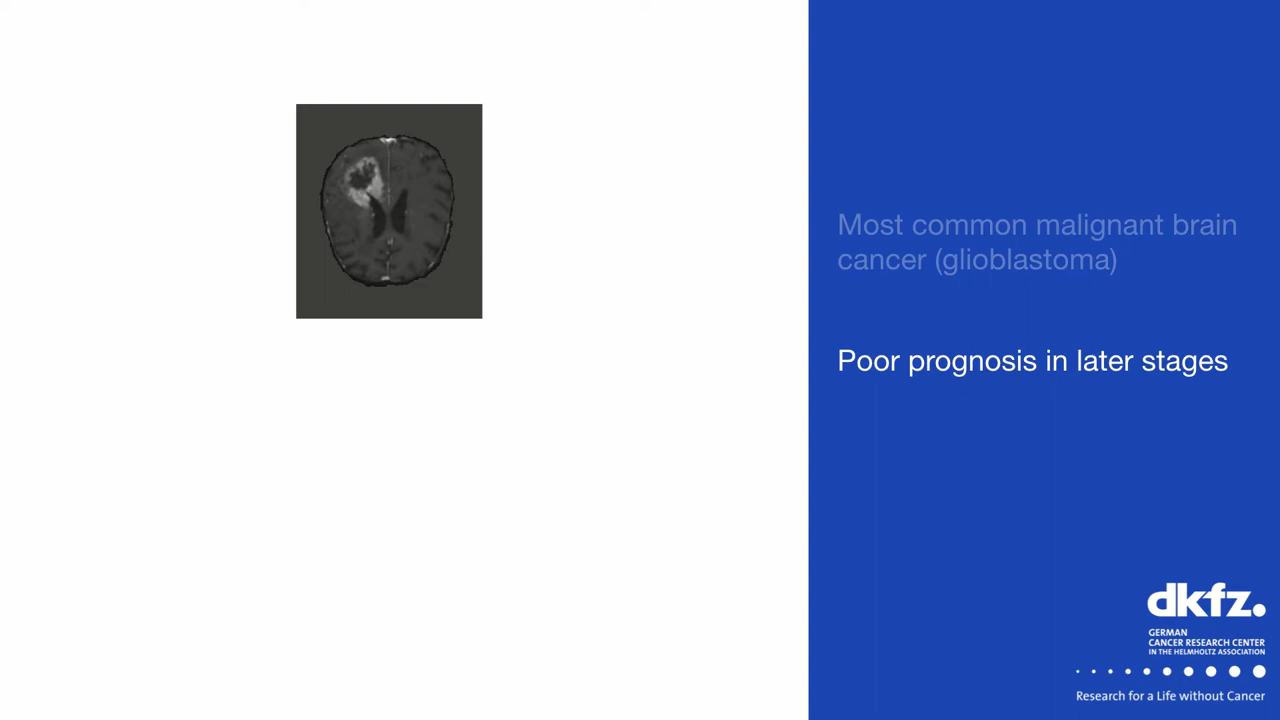 Most common malignant brain
cancer (glioblastoma)
Poor prognosis in later stages
dkfz.
GERMAN
CANCER RESEARCH CENTER
IN THE HELMHOLTZ ASSOCIATION
Research for a Life without Cancer